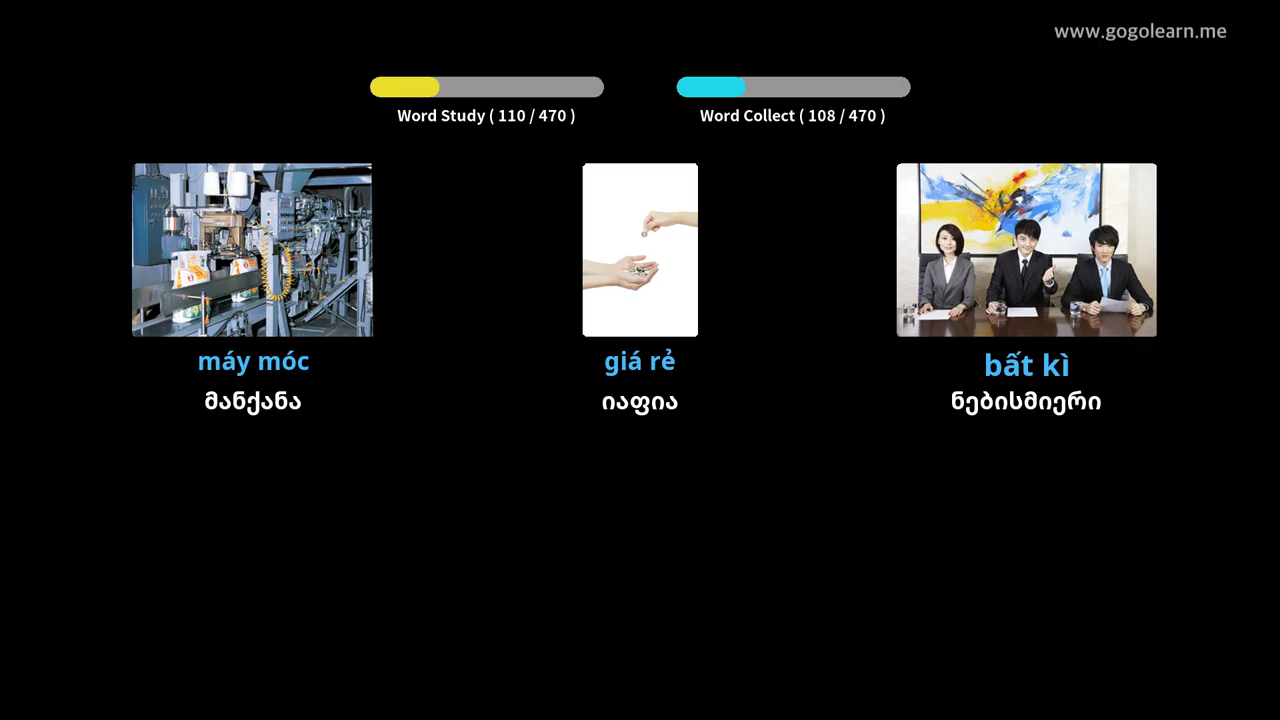 www.gogolearn.me
Word Study ( 110 / 470 )
Word Collect ( 108 / 470 )
máy móc
giá rẻ
bất kì
მანქანა
იაფია
ნებისმიერი